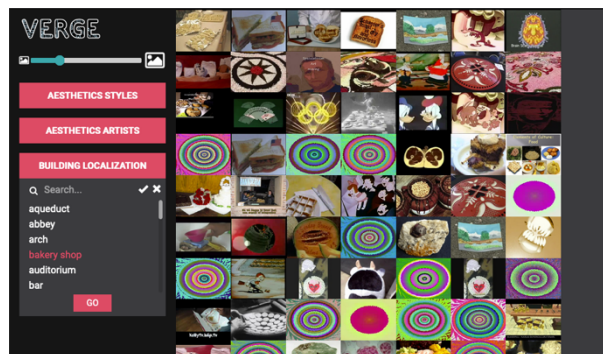 VERGE
AESTHETICS STYLES
AESTHETICS ARTISTS
BUILDING LOCALIZATION
Search...
aqueduct
abbey
arch
bakery shop
auditorium
bar
GO